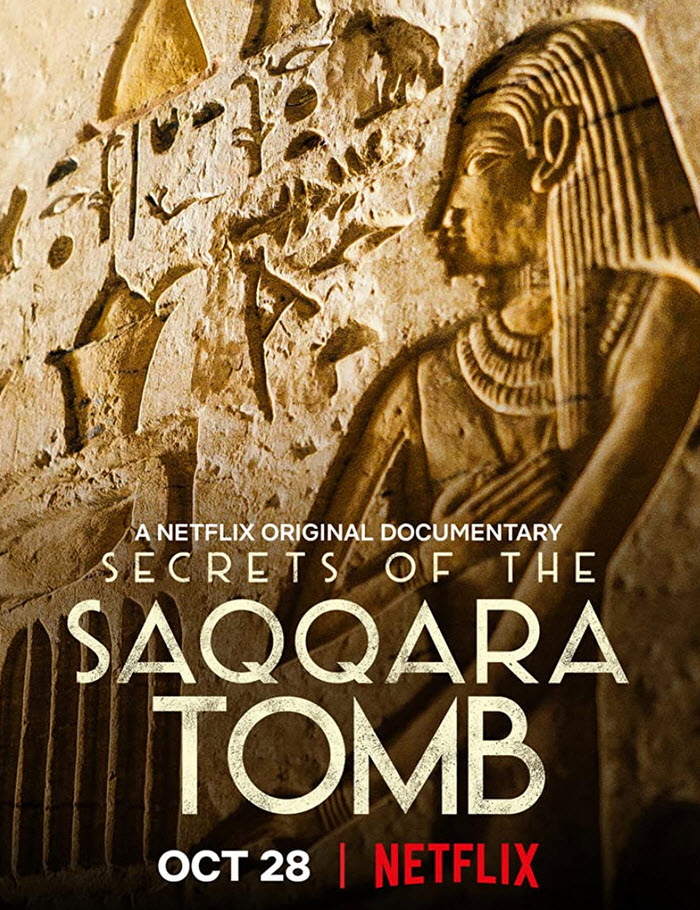 A NETFLIX ORIGINAL DOCUMENTARY
SECRETS OF THE
SAQQARA
TOMB
OCT 28 | NETFLIX